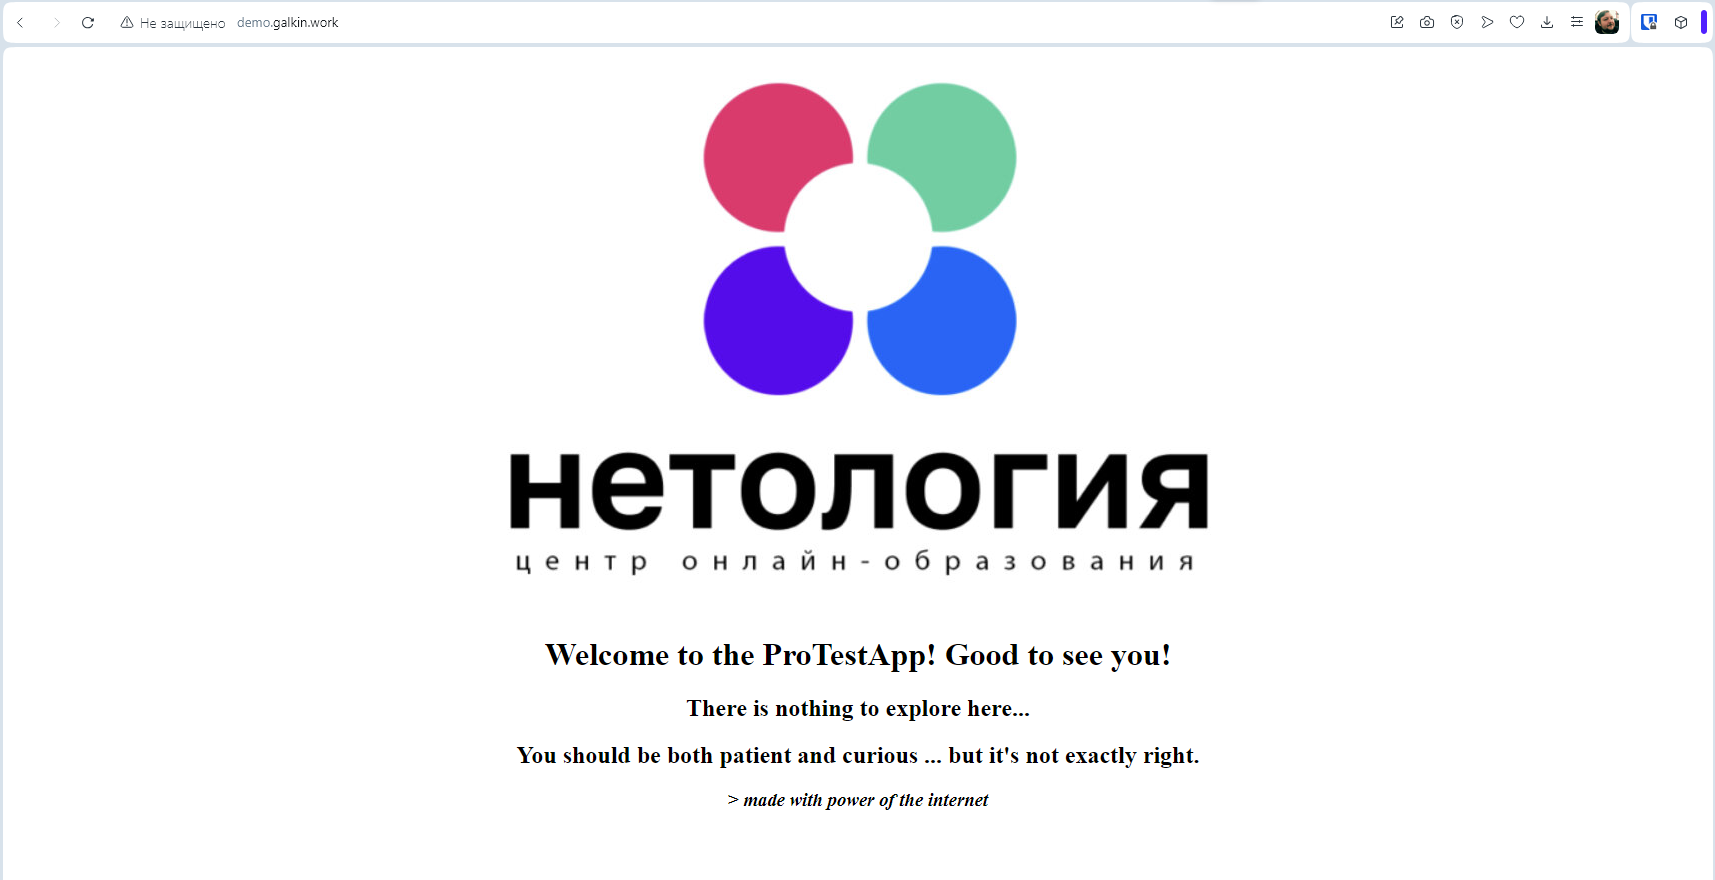 Не защищено demo.galkin.work
нетология
центр онлайн-образования
Welcome to the ProTestApp! Good to see you!
There is nothing to explore here...
You should be both patient and curious ... but it's not exactly right.
> made with power of the internet